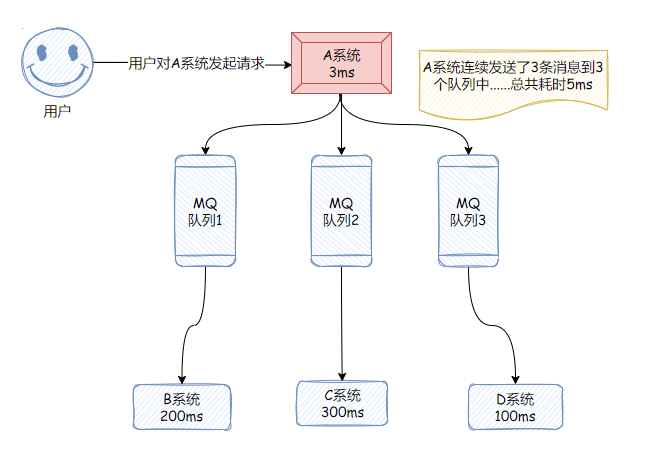 用户
用户对A系统发起请求
A系统
3ms
A系统连续发送了3条消息到3
个队列中......总共耗时5ms
MQ
队列1
MQ
队列2
MQ
队列3
B系统
200ms
C系统
300ms
D系统
100ms